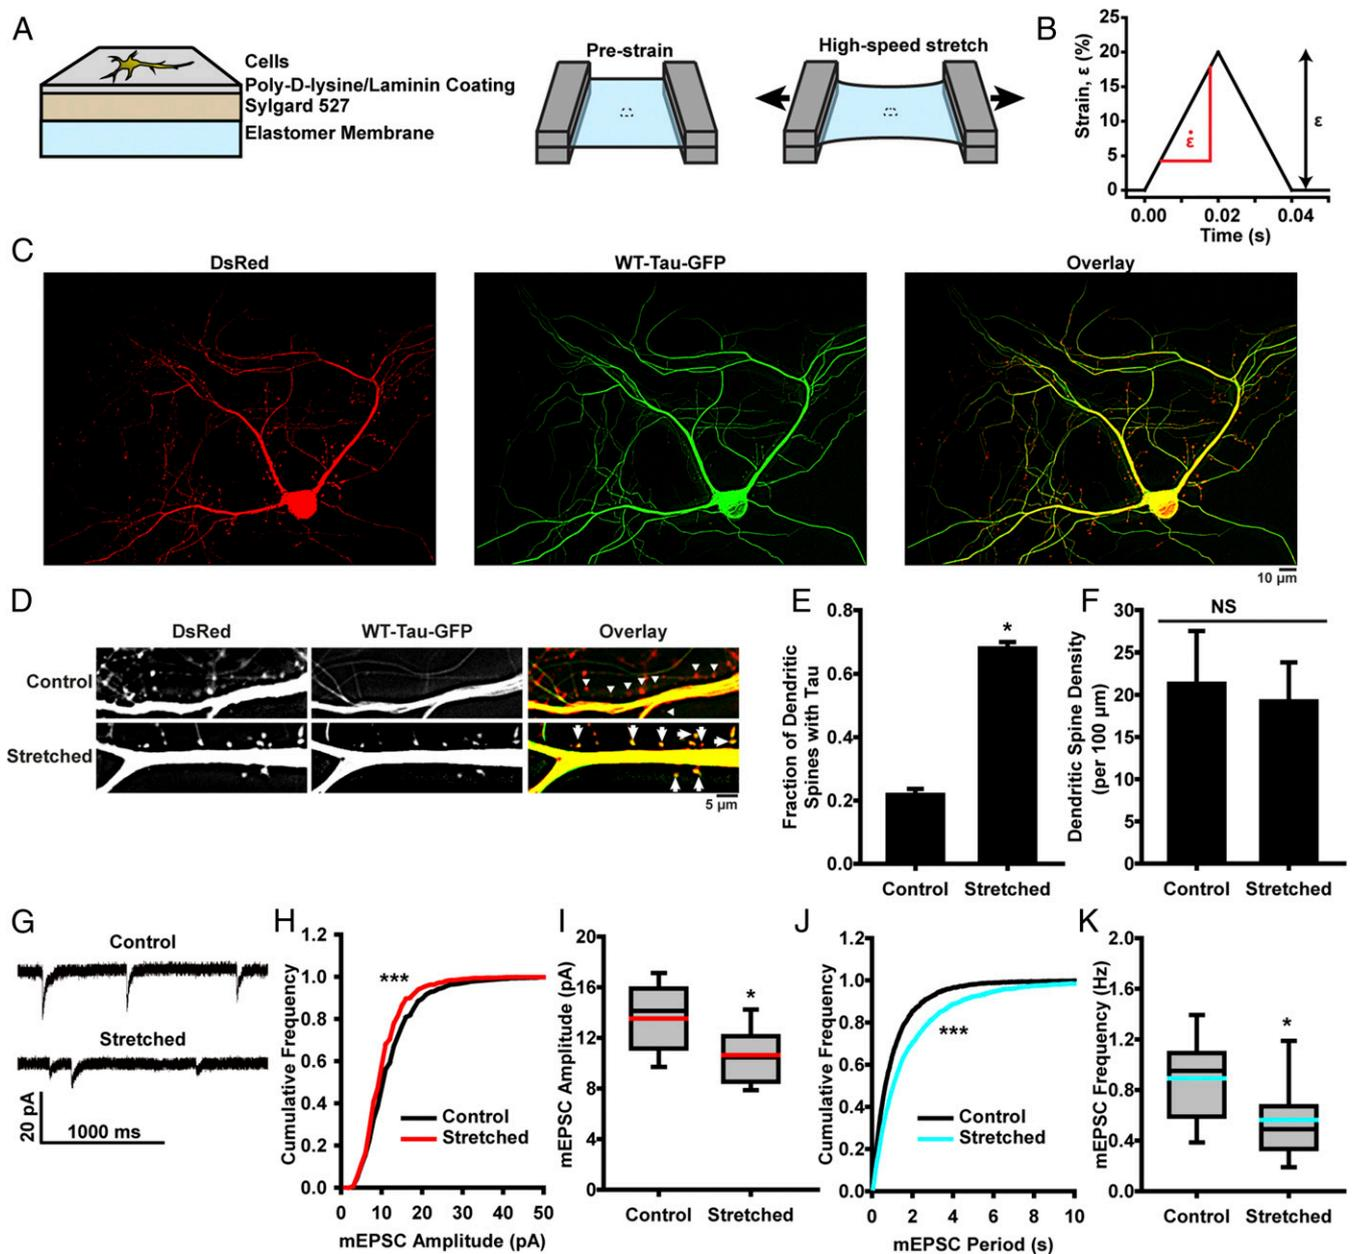 A
Cells
Poly-D-lysine/Laminin Coating
Sylgard 527
Elastomer Membrane
Pre-strain
High-speed stretch
B
Strain, ε (%)
25
20
15
10
5
0
ε̇
ε
0.00
0.02
0.04
Time (s)
C
DsRed
WT-Tau-GFP
Overlay
10 μm
D
DsRed
WT-Tau-GFP
Overlay
Control
Stretched
5 μm
E
Fraction of Dendritic
Spines with Tau
0.8
0.6
0.4
0.2
0.0
*
Control
Stretched
F
Dendritic Spine Density
(per 100 μm)
30
25
20
15
10
5
0
NS
Control
Stretched
G
Control
Stretched
20 pA
1000 ms
H
Cumulative Frequency
1.2
1.0
0.8
0.6
0.4
0.2
0.0
***
Control
Stretched
0
10
20
30
40
50
mEPSC Amplitude (pA)
I
mEPSC Amplitude (pA)
20
16
12
8
4
0
*
Control
Stretched
J
Cumulative Frequency
1.2
1.0
0.8
0.6
0.4
0.2
0.0
***
Control
Stretched
0
2
4
6
8
10
mEPSC Period (s)
K
mEPSC Frequency (Hz)
2.0
1.6
1.2
0.8
0.4
0.0
*
Control
Stretched